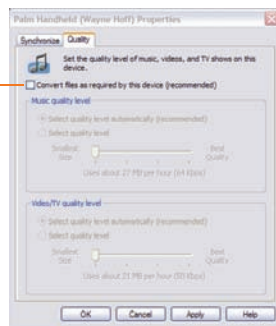 Palm Handheld (Wayne Hoff) Properties
Synchronize Quality
Set the quality level of music, videos, and TV shows on this
device.
Convert files as required by this device (recommended)
Music quality level
Select quality level automatically (recommended)
Select quality level
Smallest Best
Size Quality
Uses about 27 MB per hour (64 Kbps)
Video/TV quality level
Select quality level automatically (recommended)
Select quality level
Smallest Best
Size Quality
Uses about 21 MB per hour (50 Kbps)
OK Cancel Apply Help